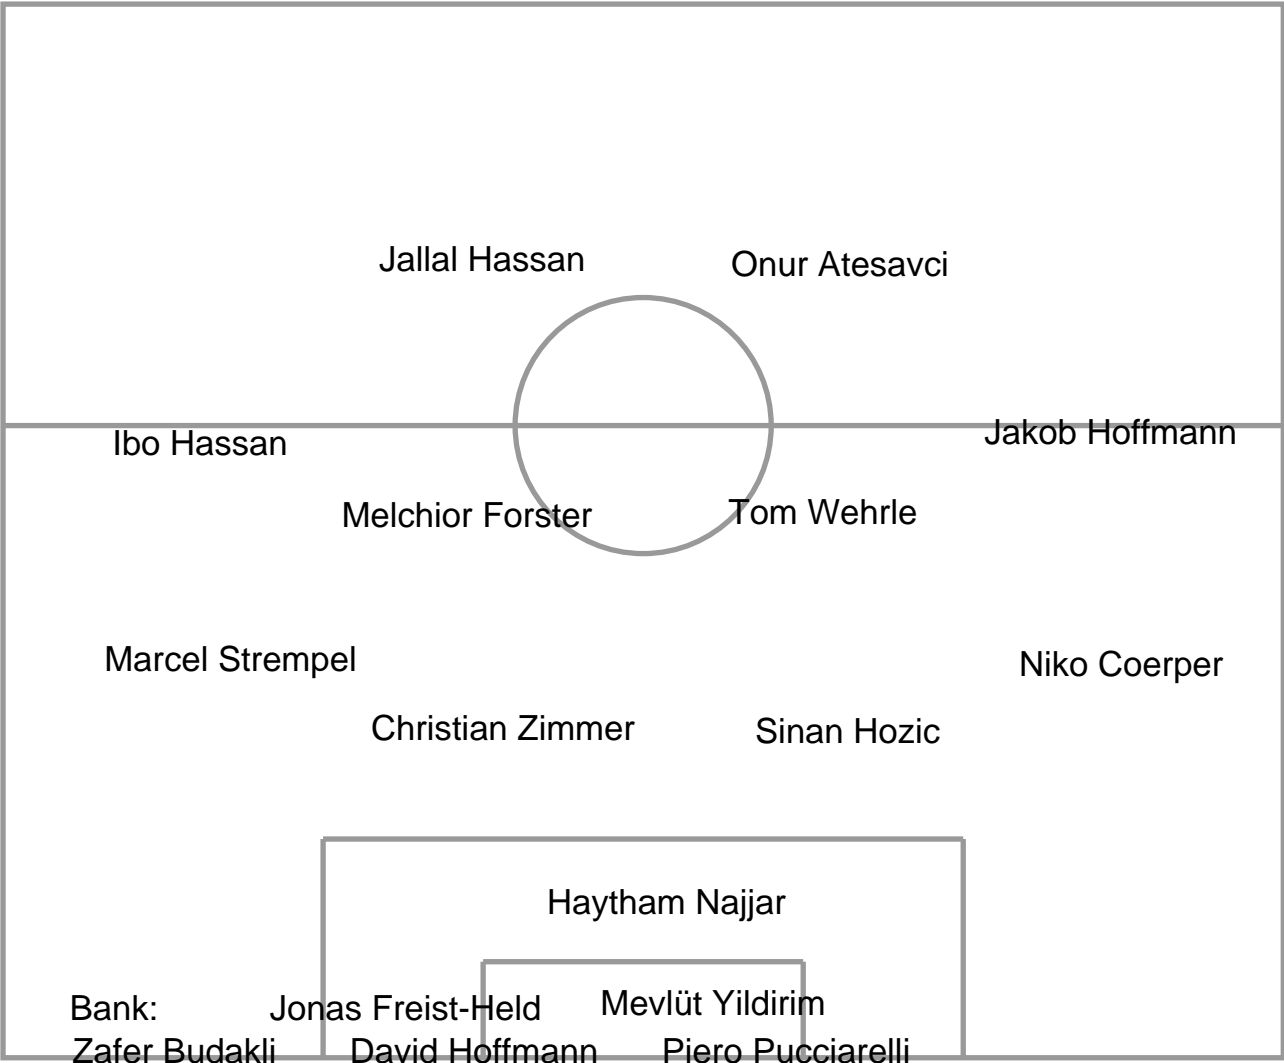 Jallal Hassan Onur Atesavci
Ibo Hassan Jakob Hoffmann
Melchior Forster Tom Wehrle
Marcel Strempel Niko Coerper
Christian Zimmer Sinan Hozic
Haytham Najjar
Bank: Jonas Freist-Held Mevlüt Yildirim
Zafer Budakli David Hoffmann Piero Pucciarelli